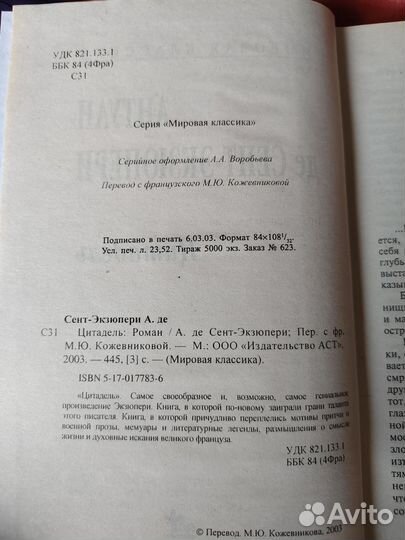 УДК 821.133.1
ББК 84 (4Фра)
С31
Серия «Мировая классика»
Серийное оформление А.А. Воробьева
Перевод с французского М.Ю. Кожевниковой
Подписано в печать 6.03.03. Формат 84×108¹/₃₂.
Усл. печ. л. 23,52. Тираж 5000 экз. Заказ № 623.
Сент-Экзюпери А. де
С31 Цитадель: Роман / А. де Сент-Экзюпери; Пер. с фр.
М.Ю. Кожевниковой. — М.: ООО «Издательство АСТ»,
2003. — 445, [3] с. — (Мировая классика).
ISBN 5-17-017783-6
«Цитадель». Самое своеобразное и, возможно, самое гениальное
произведение Экзюпери. Книга, в которой по-новому заиграли грани таланта
этого писателя. Книга, в которой причудливо переплелись мотивы притчи и
военной прозы, мемуары и литературные легенды, размышления о смысле
жизни и духовные искания великого француза.
УДК 821.133.1
ББК 84 (4Фра)
© Перевод. М.Ю. Кожевникова, 2003
Avito